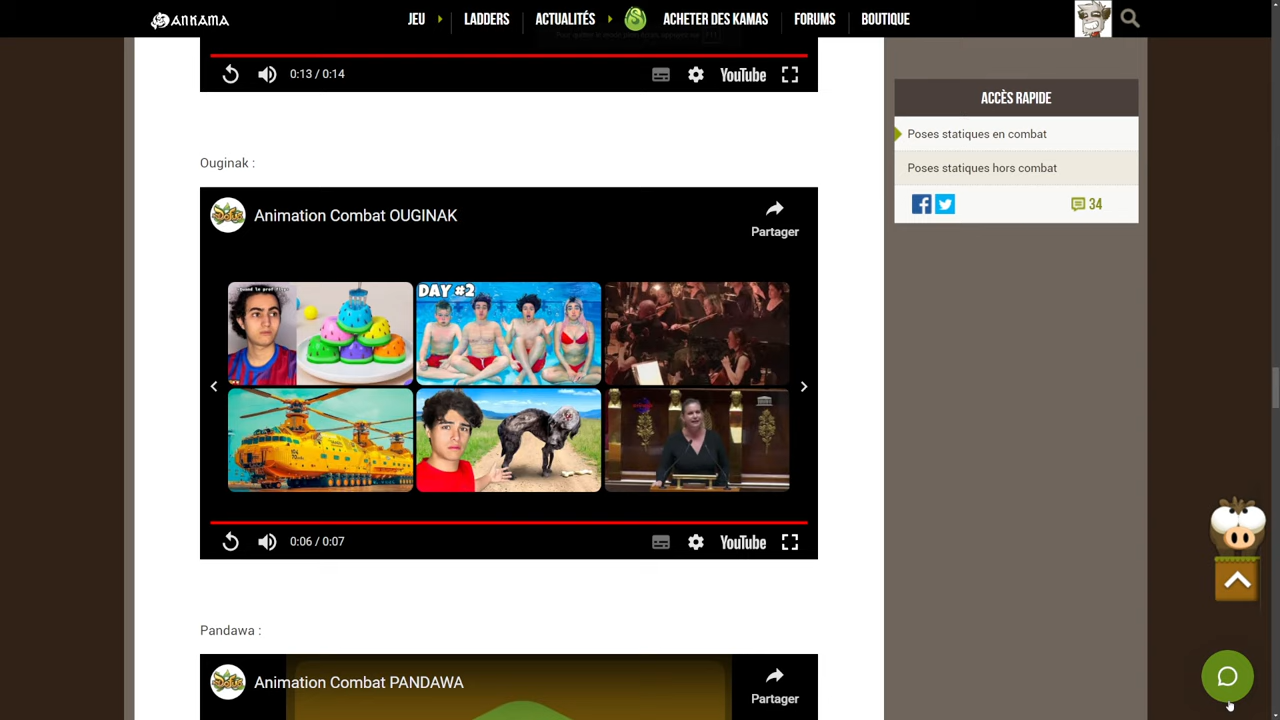 ANKAMA
JEU
LADDERS
ACTUALITÉS
ACHETER DES KAMAS
FORUMS
BOUTIQUE
0:13 / 0:14
YouTube
ACCÈS RAPIDE
Poses statiques en combat
Poses statiques hors combat
34
Ouginak :
Animation Combat OUGINAK
Partager
DAY #2
0:06 / 0:07
YouTube
Pandawa :
Animation Combat PANDAWA
Partager